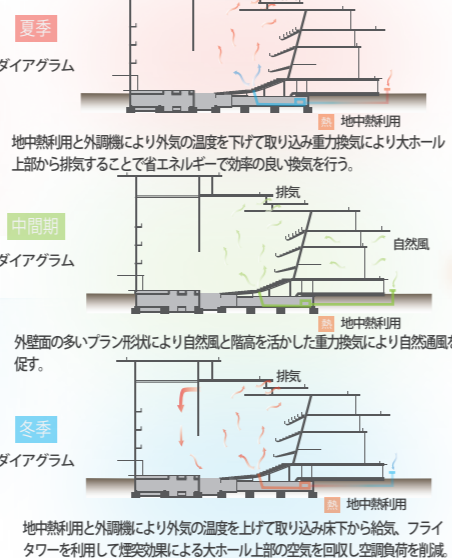 夏季
ダイアグラム
熱 地中熱利用
地中熱利用と外調機により外気の温度を下げて取り込み重力換気により大ホール
上部から排気することで省エネルギーで効率の良い換気を行う。
排気
中間期
自然風
ダイアグラム
熱 地中熱利用
外壁面の多いプラン形状により自然風と階高を活かした重力換気により自然通風を
促す。
排気
冬季
ダイアグラム
熱 地中熱利用
地中熱利用と外調機により外気の温度を上げて取り込み床下から給気、フライ
タワーを利用して煙突効果による大ホール上部の空気を回収し空調負荷を削減。